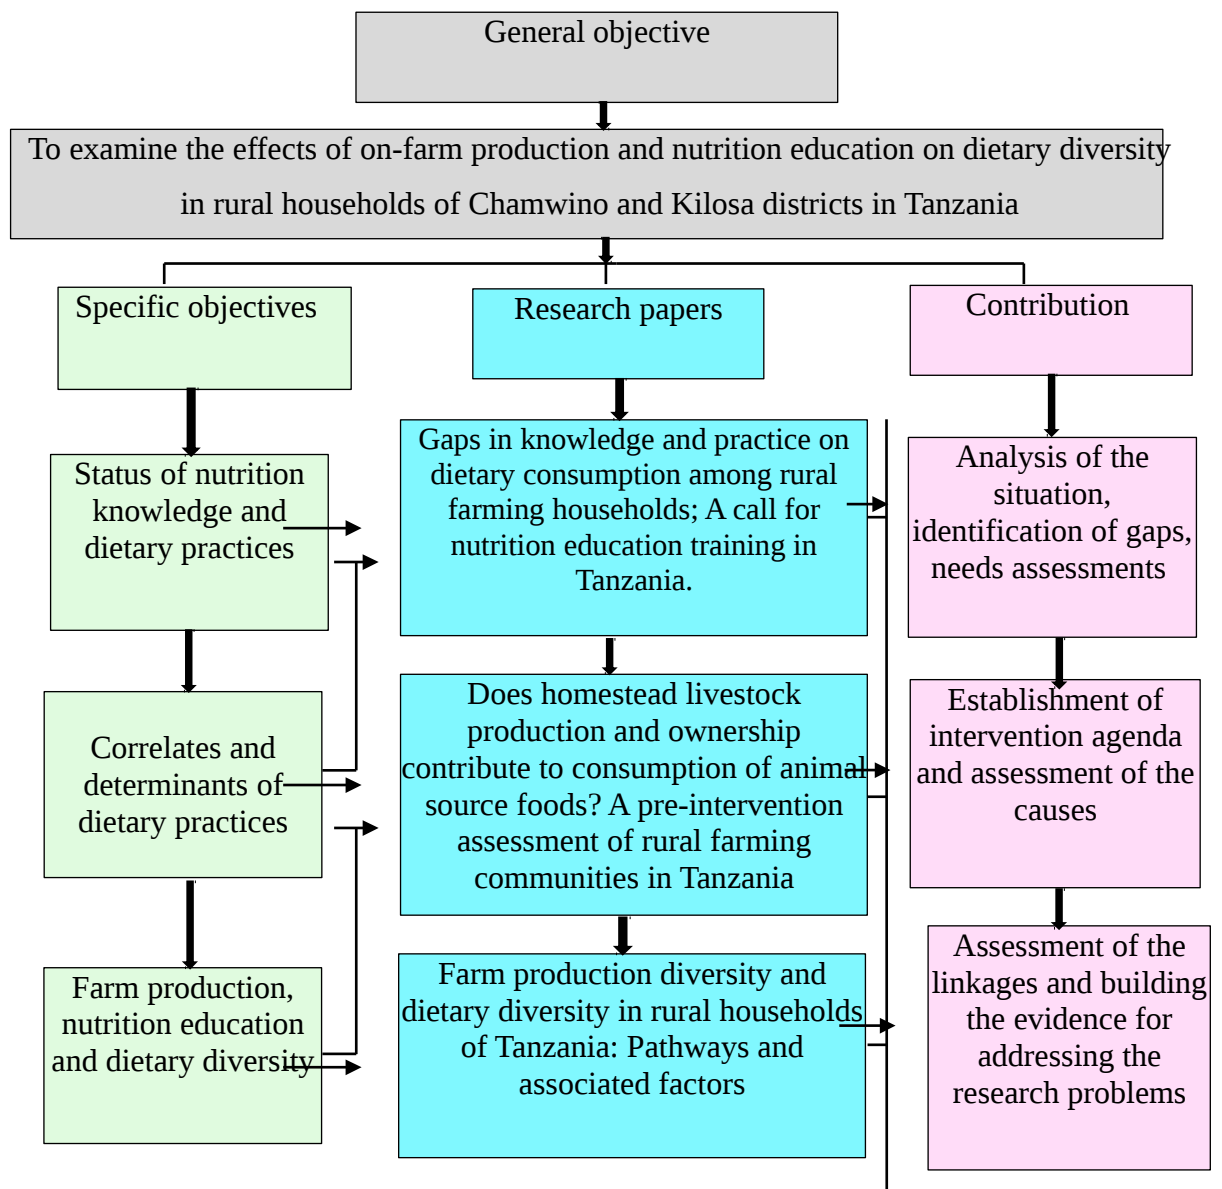 General objective
To examine the effects of on-farm production and nutrition education on dietary diversity
in rural households of Chamwino and Kilosa districts in Tanzania
Specific objectives
Research papers
Contribution
Status of nutrition
knowledge and
dietary practices
Gaps in knowledge and practice on
dietary consumption among rural
farming households; A call for
nutrition education training in
Tanzania.
Analysis of the
situation,
identification of gaps,
needs assessments
Correlates and
determinants of
dietary practices
Does homestead livestock
production and ownership
contribute to consumption of animal
source foods? A pre-intervention
assessment of rural farming
communities in Tanzania
Establishment of
intervention agenda
and assessment of the
causes
Farm production,
nutrition education
and dietary diversity
Farm production diversity and
dietary diversity in rural households
of Tanzania: Pathways and
associated factors
Assessment of the
linkages and building
the evidence for
addressing the
research problems